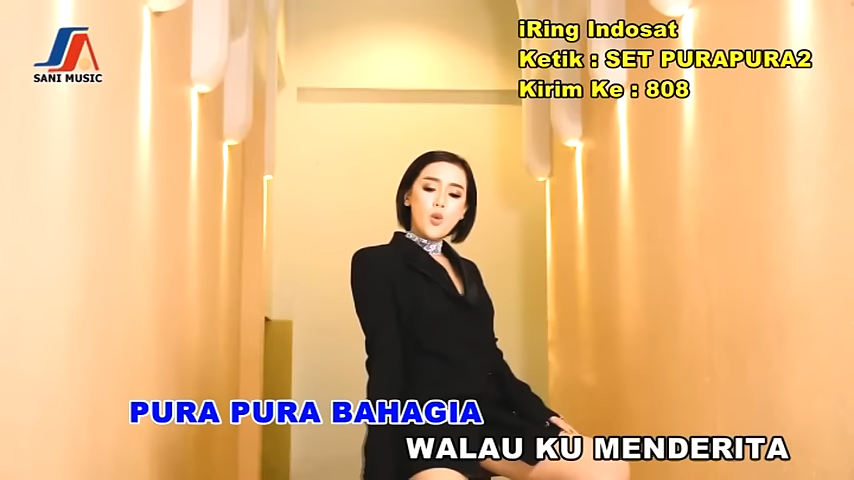 SANI MUSIC
iRing Indosat
Ketik : SET PURAPURA2
Kirim Ke : 808
PURA PURA BAHAGIA
WALAU KU MENDERITA